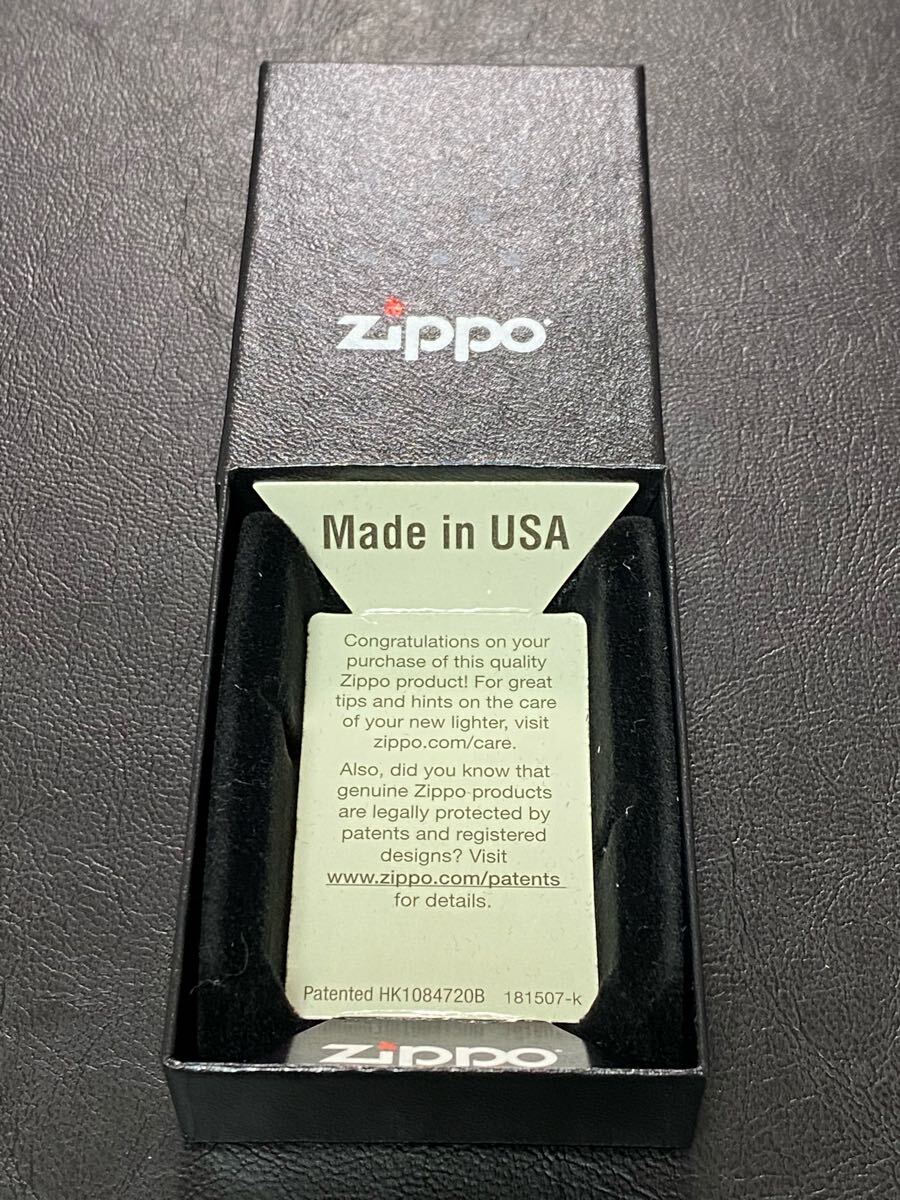 zippo
Made in USA
Congratulations on your
purchase of this quality
Zippo product! For great
tips and hints on the care
of your new lighter, visit
zippo.com/care.
Also, did you know that
genuine Zippo products
are legally protected by
patents and registered
designs? Visit
www.zippo.com/patents
for details.
Patented HK1084720B 181507-k
zippo